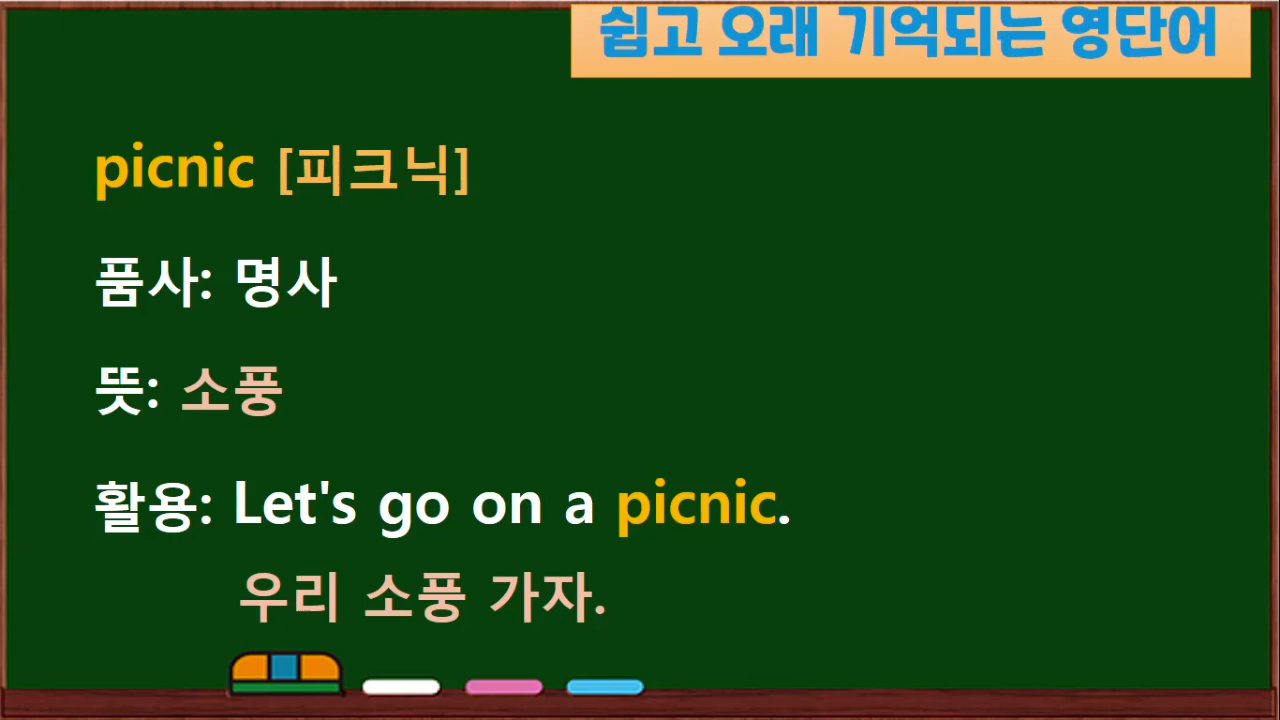 쉽고 오래 기억되는 영단어
picnic [피크닉]
품사: 명사
뜻: 소풍
활용: Let's go on a picnic.
우리 소풍 가자.